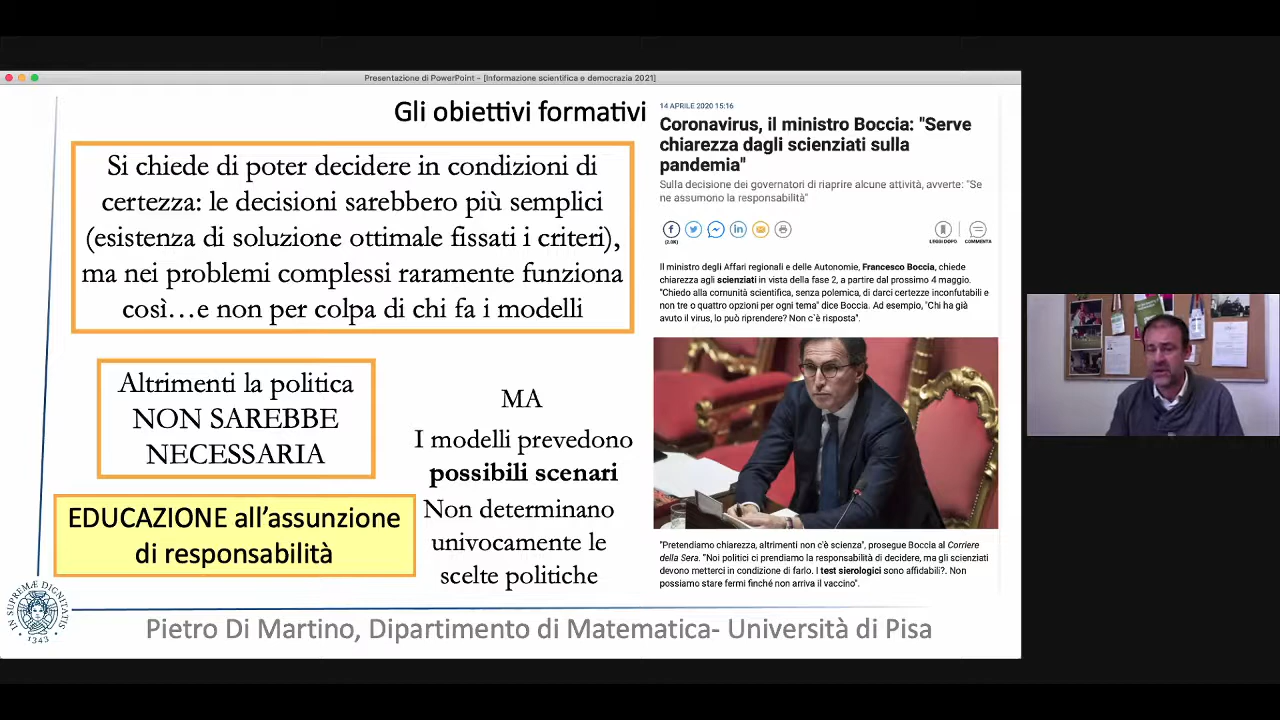 Presentazione di PowerPoint - [Informazione scientifica e democrazia 2021]
Gli obiettivi formativi
Si chiede di poter decidere in condizioni di
certezza: le decisioni sarebbero più semplici
(esistenza di soluzione ottimale fissati i criteri),
ma nei problemi complessi raramente funziona
così…e non per colpa di chi fa i modelli
Altrimenti la politica
NON SAREBBE
NECESSARIA
EDUCAZIONE all'assunzione
di responsabilità
MA
I modelli prevedono
possibili scenari
Non determinano
univocamente le
scelte politiche
14 APRILE 2020 15:16
Coronavirus, il ministro Boccia: "Serve
chiarezza dagli scienziati sulla
pandemia"
Sulla decisione dei governatori di riaprire alcune attività, avverte: "Se
ne assumono la responsabilità"
LEGGI DOPO
COMMENTA
Il ministro degli Affari regionali e delle Autonomie, Francesco Boccia, chiede
chiarezza agli scienziati in vista della fase 2, a partire dal prossimo 4 maggio.
"Chiedo alla comunità scientifica, senza polemica, di darci certezze inconfutabili e
non tre o quattro opzioni per ogni tema" dice Boccia. Ad esempio, "Chi ha già
avuto il virus, lo può riprendere? Non c`è risposta".
"Pretendiamo chiarezza, altrimenti non c'è scienza", prosegue Boccia al Corriere
della Sera. "Noi politici ci prendiamo la responsabilità di decidere, ma gli scienziati
devono metterci in condizione di farlo. I test sierologici sono affidabili?. Non
possiamo stare fermi finché non arriva il vaccino".
IN SUPREMÆ DIGNITATIS
1343
Pietro Di Martino, Dipartimento di Matematica- Università di Pisa